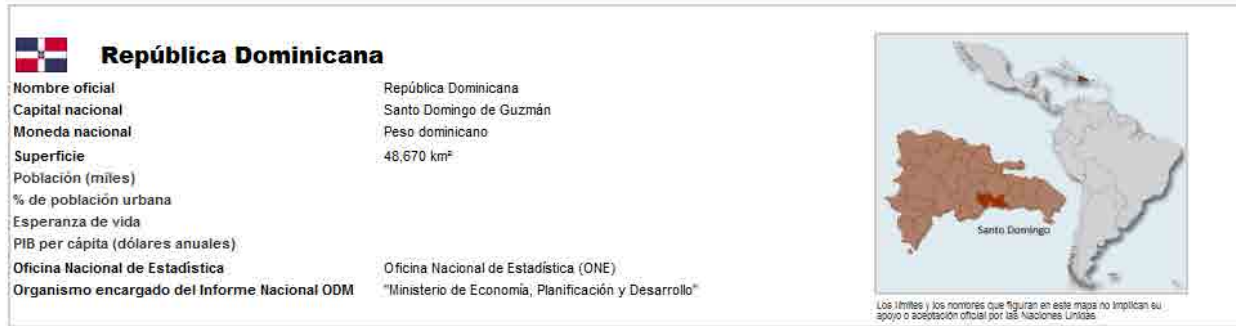 República Dominicana
Nombre oficial República Dominicana
Capital nacional Santo Domingo de Guzmán
Moneda nacional Peso dominicano
Superficie 48,670 km²
Población (miles)
% de población urbana
Esperanza de vida
PIB per cápita (dólares anuales)
Oficina Nacional de Estadística Oficina Nacional de Estadística (ONE)
Organismo encargado del Informe Nacional ODM "Ministerio de Economía, Planificación y Desarrollo"
Santo Domingo
Los límites y los nombres que figuran en este mapa no implican su
apoyo o aceptación oficial por las Naciones Unidas